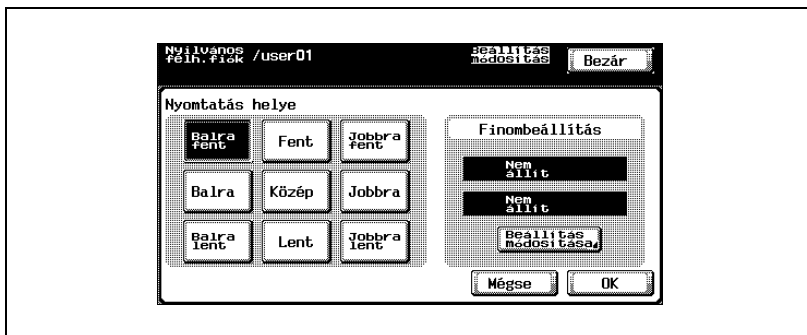 Nyilvános
felh.fiók /user01
Beállítás
módosítás
Bezár
Nyomtatás helye
Balra
fent
Fent
Jobbra
fent
Balra
Közép
Jobbra
Balra
lent
Lent
Jobbra
lent
Finombeállítás
Nem
állít
Nem
állít
Beállítás
módosítása
Mégse
OK